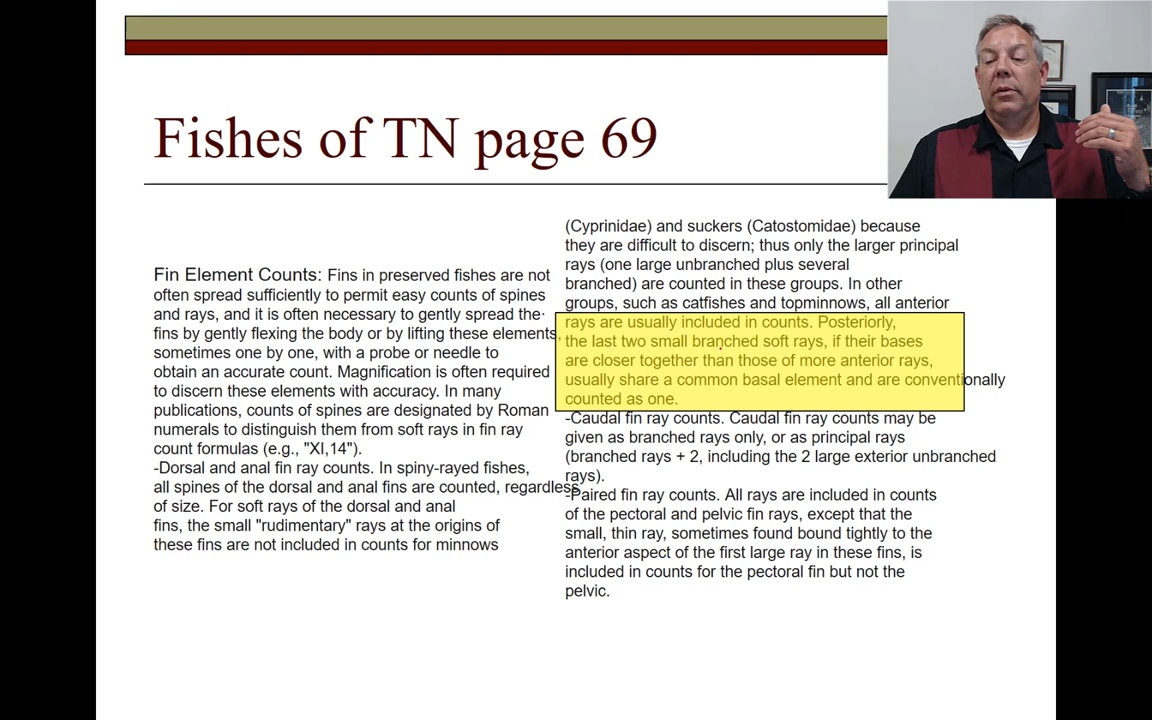 Fishes of TN page 69
Fin Element Counts: Fins in preserved fishes are not
often spread sufficiently to permit easy counts of spines
and rays, and it is often necessary to gently spread the·
fins by gently flexing the body or by lifting these elements,
sometimes one by one, with a probe or needle to
obtain an accurate count. Magnification is often required
to discern these elements with accuracy. In many
publications, counts of spines are designated by Roman
numerals to distinguish them from soft rays in fin ray
count formulas (e.g., "XI,14").
-Dorsal and anal fin ray counts. In spiny-rayed fishes,
all spines of the dorsal and anal fins are counted, regardless
of size. For soft rays of the dorsal and anal
fins, the small "rudimentary" rays at the origins of
these fins are not included in counts for minnows
(Cyprinidae) and suckers (Catostomidae) because
they are difficult to discern; thus only the larger principal
rays (one large unbranched plus several
branched) are counted in these groups. In other
groups, such as catfishes and topminnows, all anterior
rays are usually included in counts. Posteriorly,
the last two small branched soft rays, if their bases
are closer together than those of more anterior rays,
usually share a common basal element and are conventionally
counted as one.
-Caudal fin ray counts. Caudal fin ray counts may be
given as branched rays only, or as principal rays
(branched rays + 2, including the 2 large exterior unbranched
rays).
-Paired fin ray counts. All rays are included in counts
of the pectoral and pelvic fin rays, except that the
small, thin ray, sometimes found bound tightly to the
anterior aspect of the first large ray in these fins, is
included in counts for the pectoral fin but not the
pelvic.